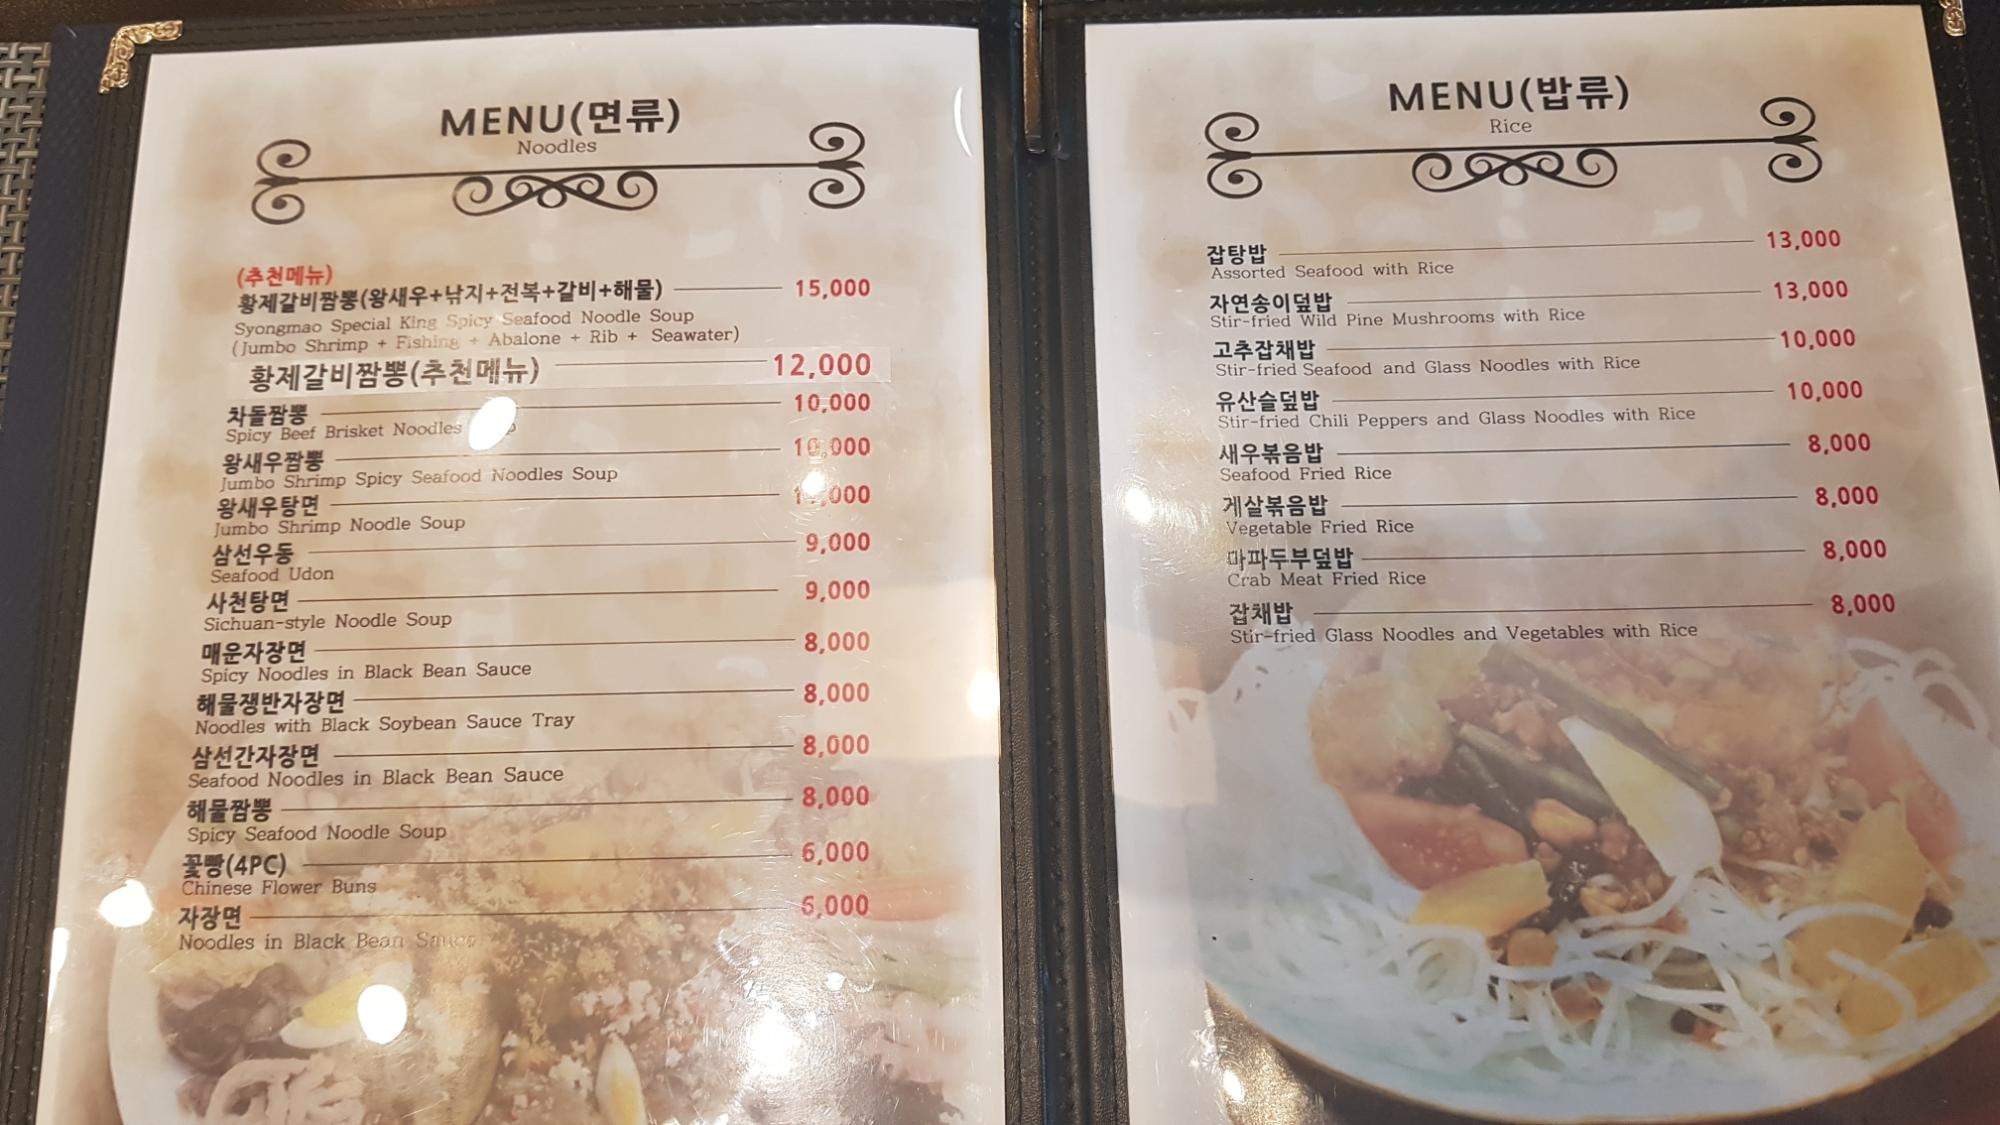 MENU(면류)
Noodles
(추천메뉴)
황제갈비짬뽕(왕새우+낚지+전복+갈비+해물) 15,000
Syongmao Special King Spicy Seafood Noodle Soup
(Jumbo Shrimp + Fishing + Abalone + Rib + Seawater)
황제갈비짬뽕(추천메뉴) 12,000
차돌짬뽕 10,000
Spicy Beef Brisket Noodles
왕새우짬뽕 10,000
Jumbo Shrimp Spicy Seafood Noodles Soup
왕새우탕면
Jumbo Shrimp Noodle Soup
삼선우동 9,000
Seafood Udon
사천탕면 9,000
Sichuan-style Noodle Soup
매운자장면 8,000
Spicy Noodles in Black Bean Sauce
해물쟁반자장면 8,000
Noodles with Black Soybean Sauce Tray
삼선간자장면 8,000
Seafood Noodles in Black Bean Sauce
해물짬뽕 8,000
Spicy Seafood Noodle Soup
꽃빵(4PC) 6,000
Chinese Flower Buns
자장면 6,000
Noodles in Black Bean Sauce
MENU(밥류)
Rice
잡탕밥 13,000
Assorted Seafood with Rice
자연송이덮밥 13,000
Stir-fried Wild Pine Mushrooms with Rice
고추잡채밥 10,000
Stir-fried Seafood and Glass Noodles with Rice
유산슬덮밥 10,000
Stir-fried Chili Peppers and Glass Noodles with Rice
새우볶음밥 8,000
Seafood Fried Rice
게살볶음밥 8,000
Vegetable Fried Rice
마파두부덮밥 8,000
Crab Meat Fried Rice
잡채밥 8,000
Stir-fried Glass Noodles and Vegetables with Rice